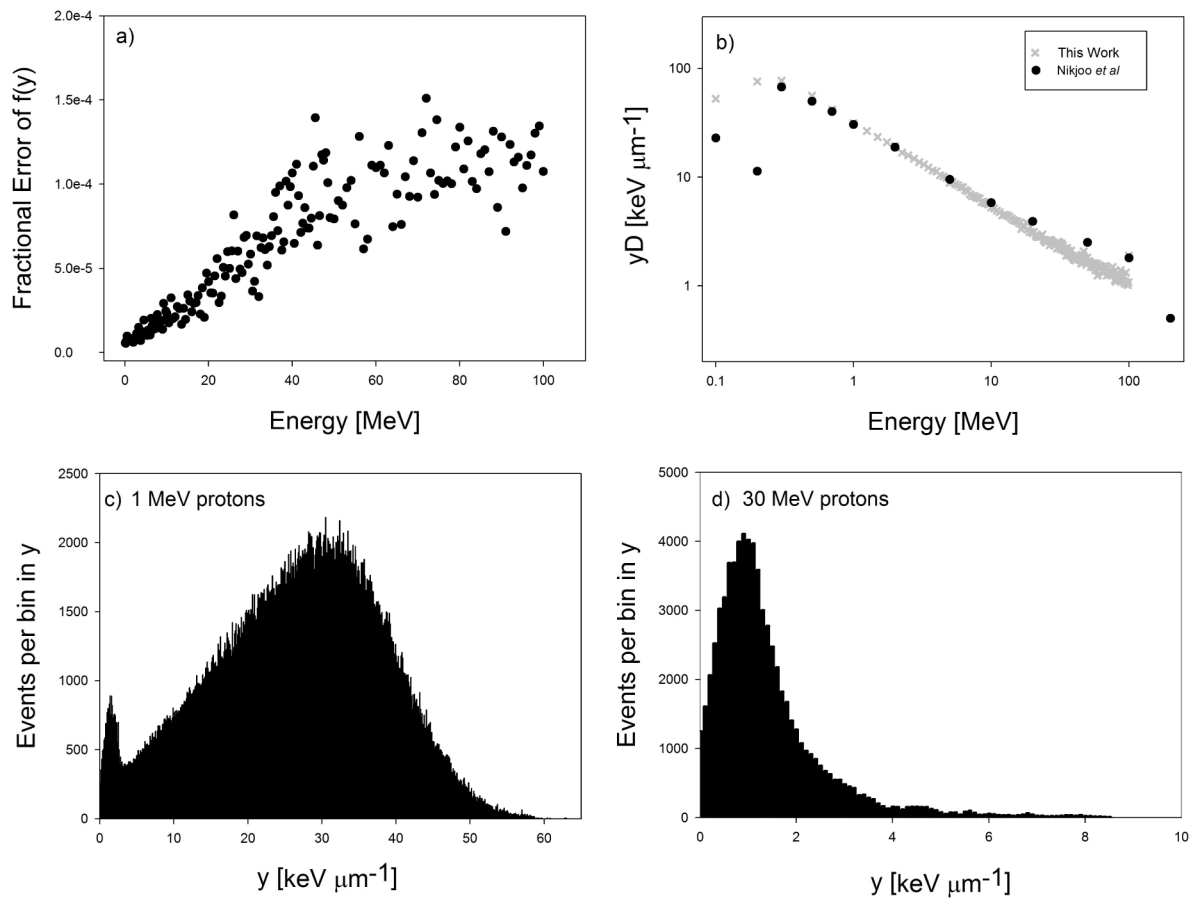 a)
2.0e-4
1.5e-4
1.0e-4
5.0e-5
0.0
Fractional Error of f(y)
0 20 40 60 80 100
Energy [MeV]
b)
This Work
Nikjoo et al
100
10
1
yD [keV μm-1]
0.1 1 10 100
Energy [MeV]
c) 1 MeV protons
2500
2000
1500
1000
500
0
Events per bin in y
0 10 20 30 40 50 60
y [keV μm-1]
d) 30 MeV protons
5000
4000
3000
2000
1000
0
Events per bin in y
0 2 4 6 8 10
y [keV μm-1]